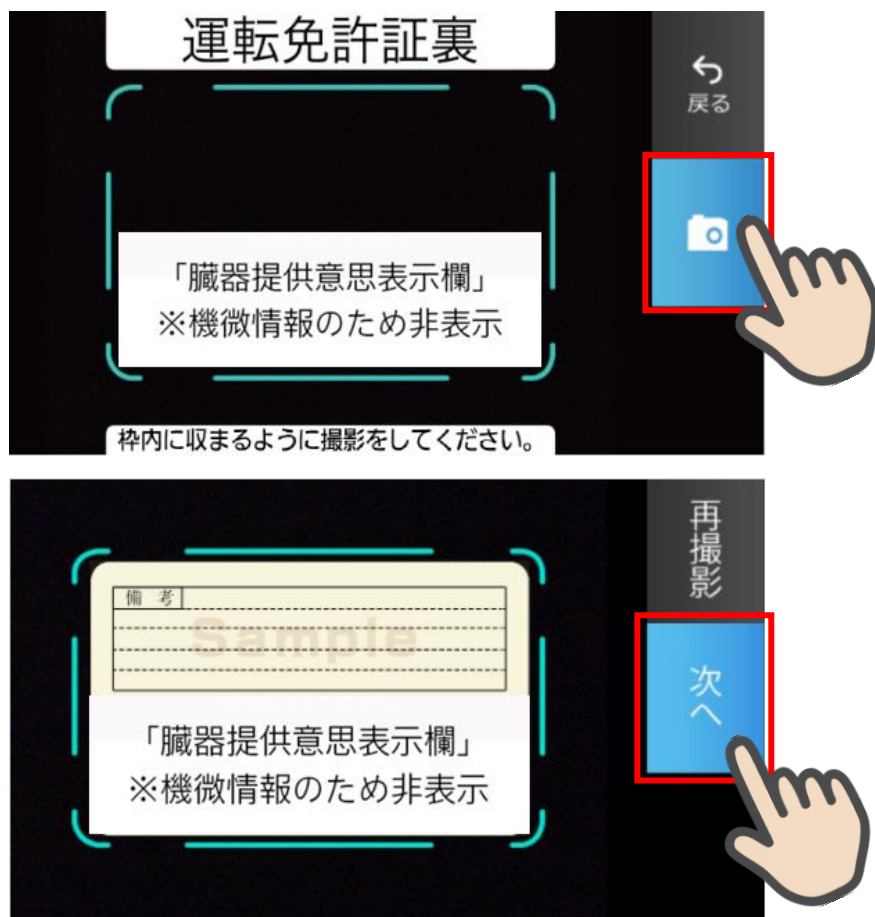 運転免許証裏
戻る
「臓器提供意思表示欄」
※機微情報のため非表示
枠内に収まるように撮影をしてください。
再撮影
備考
Sample
次へ
「臓器提供意思表示欄」
※機微情報のため非表示